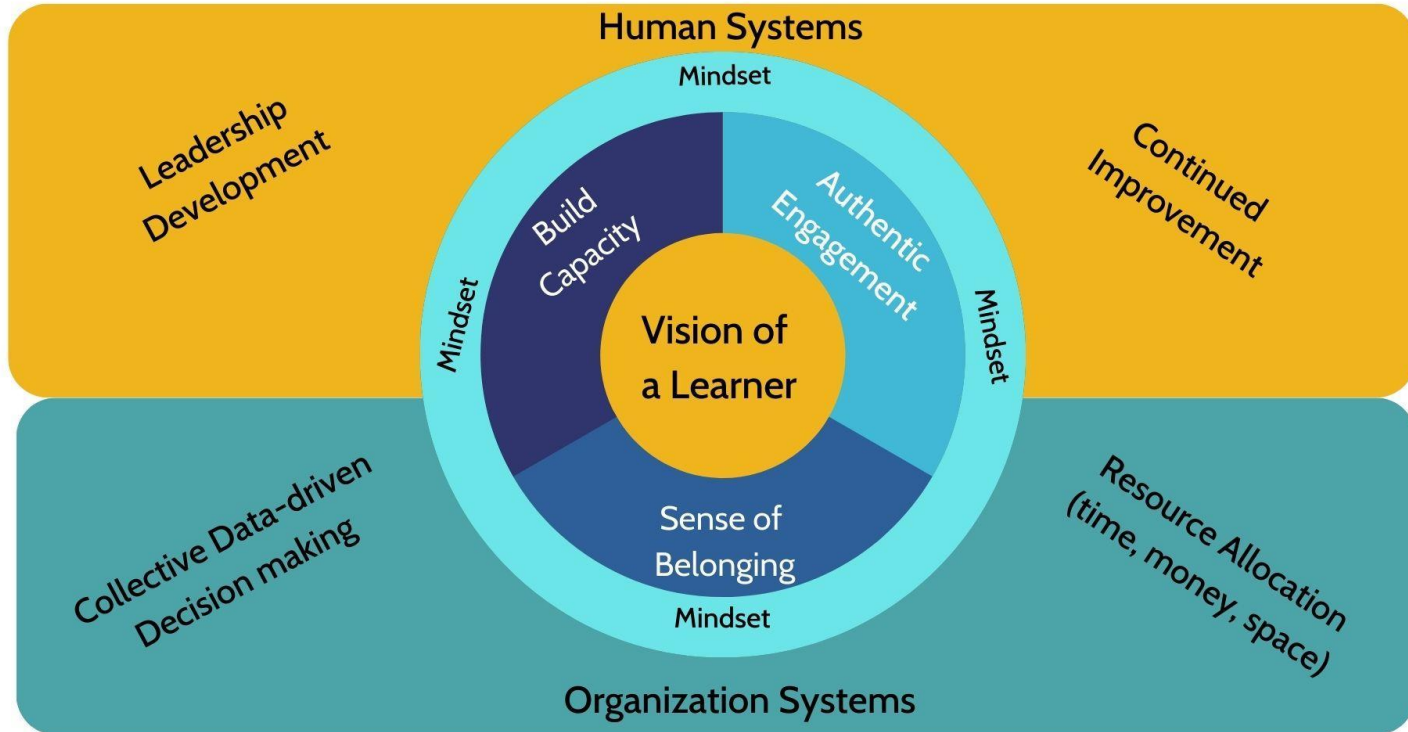 Human Systems
Mindset
Leadership
Development
Continued
Improvement
Build
Capacity
Authentic
Engagement
Mindset
Vision of
a Learner
Mindset
Collective Data-driven
Decision making
Sense of
Belonging
Resource Allocation
(time, money, space)
Mindset
Organization Systems